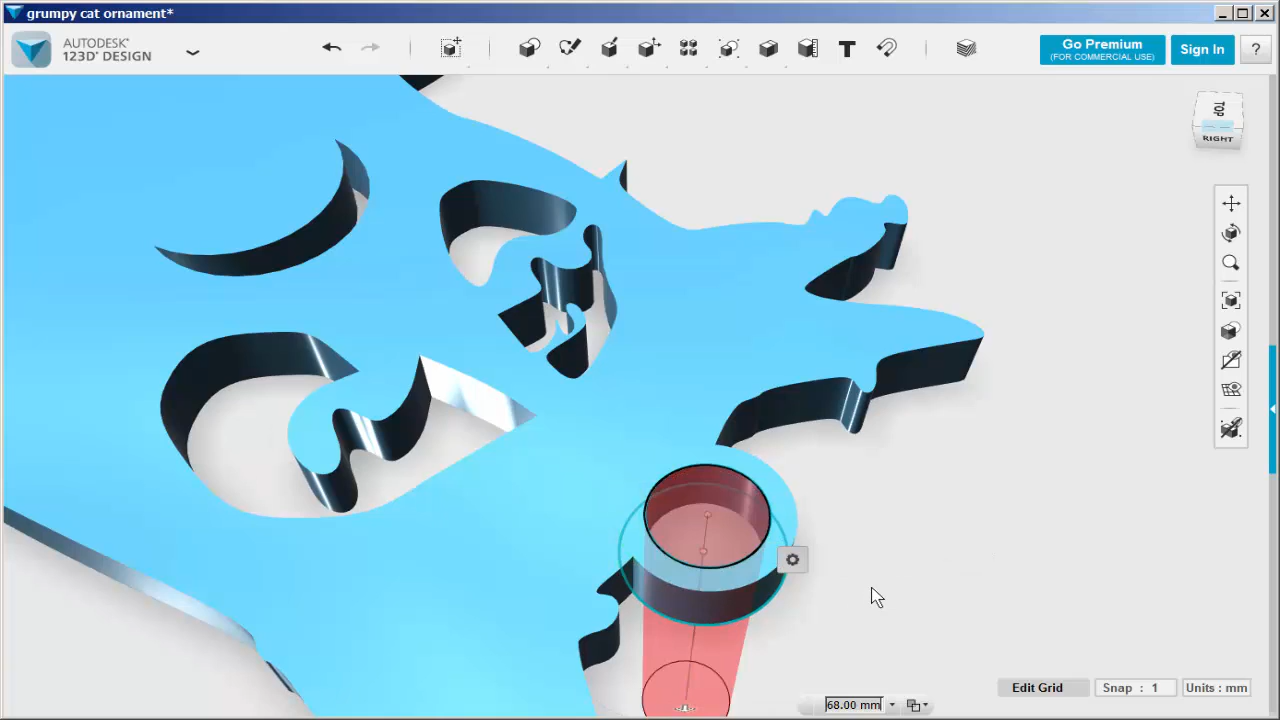 grumpy cat ornament*
AUTODESK®
123D® DESIGN
Go Premium
(FOR COMMERCIAL USE)
Sign In
?
T
TOP
RIGHT
68.00 mm
Edit Grid
Snap : 1
Units : mm